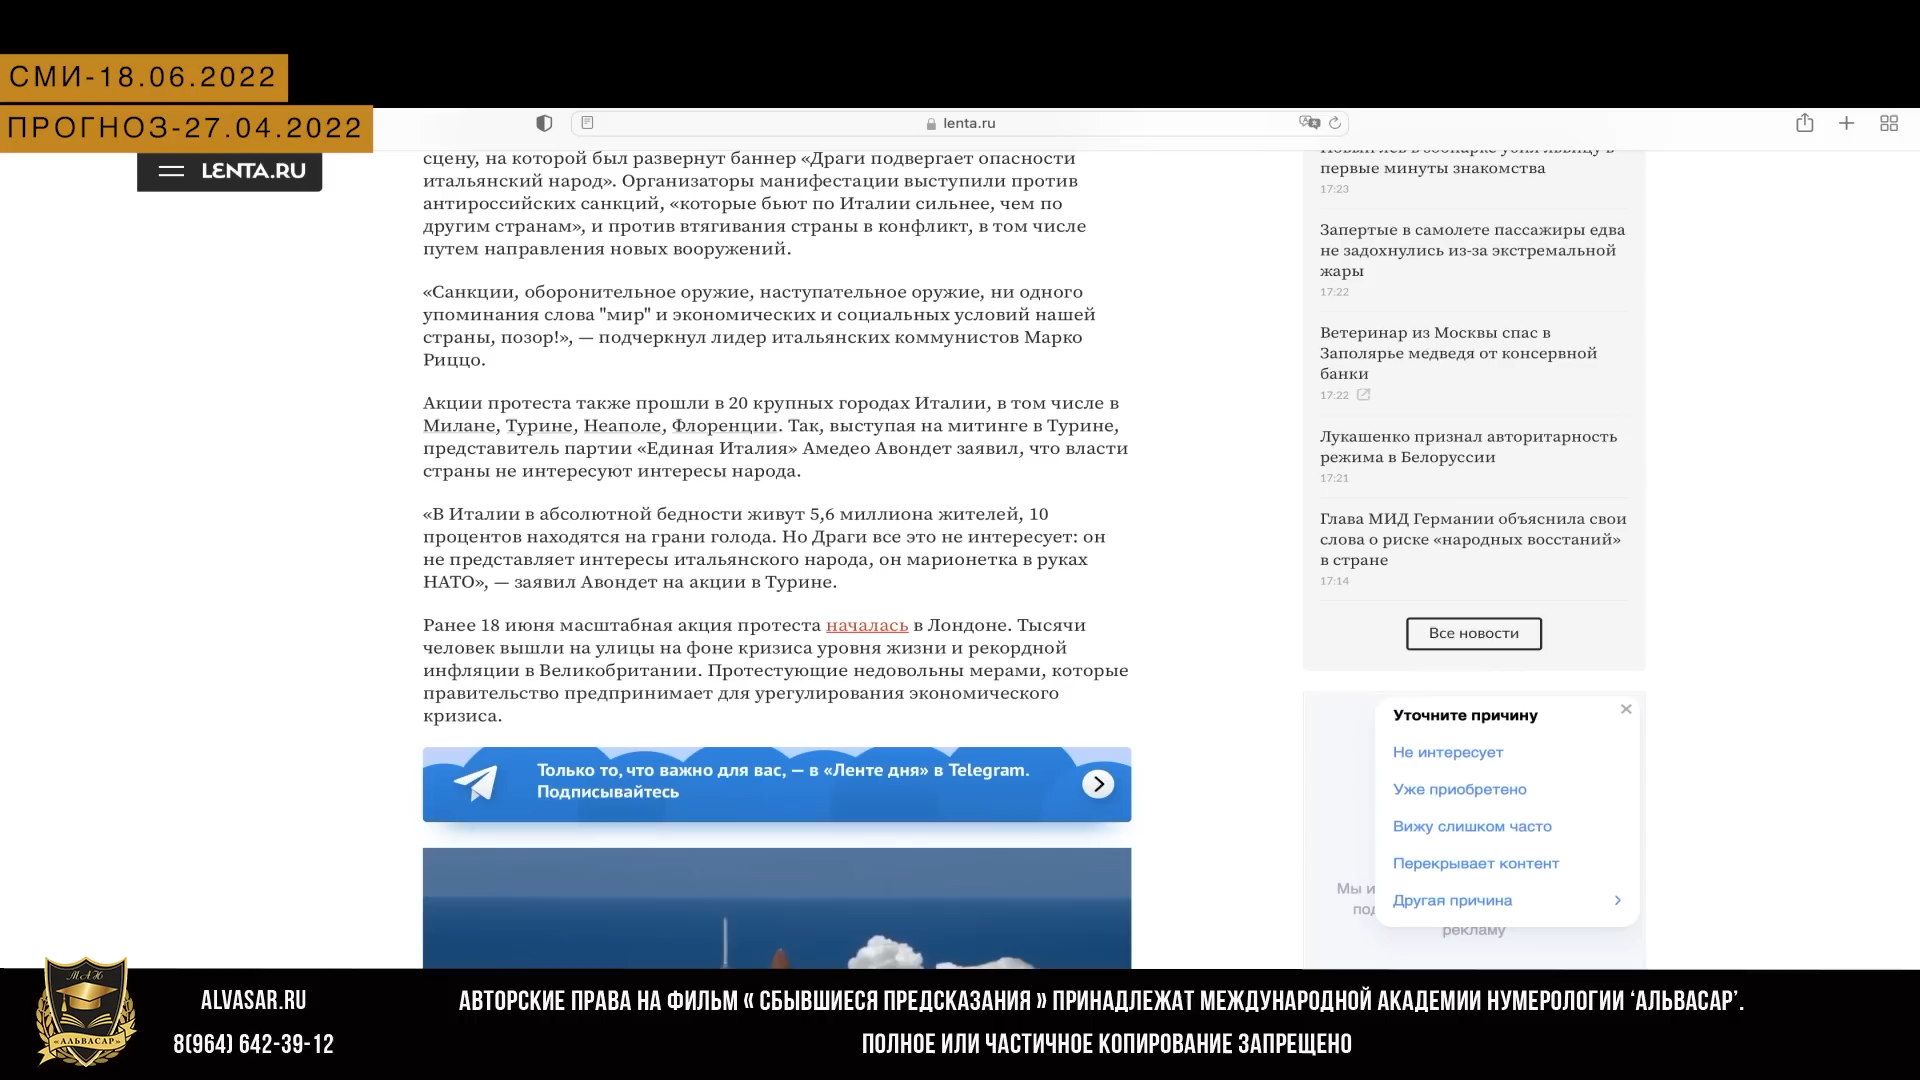 СМИ-18.06.2022
ПРОГНОЗ-27.04.2022
lenta.ru
LENTA.RU
сцену, на которой был развернут баннер «Драги подвергает опасности
итальянский народ». Организаторы манифестации выступили против
антироссийских санкций, «которые бьют по Италии сильнее, чем по
другим странам», и против втягивания страны в конфликт, в том числе
путем направления новых вооружений.
«Санкции, оборонительное оружие, наступательное оружие, ни одного
упоминания слова "мир" и экономических и социальных условий нашей
страны, позор!», — подчеркнул лидер итальянских коммунистов Марко
Риццо.
Акции протеста также прошли в 20 крупных городах Италии, в том числе в
Милане, Турине, Неаполе, Флоренции. Так, выступая на митинге в Турине,
представитель партии «Единая Италия» Амедео Авондет заявил, что власти
страны не интересуют интересы народа.
«В Италии в абсолютной бедности живут 5,6 миллиона жителей, 10
процентов находятся на грани голода. Но Драги все это не интересует: он
не представляет интересы итальянского народа, он марионетка в руках
НАТО», — заявил Авондет на акции в Турине.
Ранее 18 июня масштабная акция протеста началась в Лондоне. Тысячи
человек вышли на улицы на фоне кризиса уровня жизни и рекордной
инфляции в Великобритании. Протестующие недовольны мерами, которые
правительство предпринимает для урегулирования экономического
кризиса.
Только то, что важно для вас, — в «Ленте дня» в Telegram.
Подписывайтесь
Новый лев в зоопарке убил львицу в
первые минуты знакомства
17:23
Запертые в самолете пассажиры едва
не задохнулись из-за экстремальной
жары
17:22
Ветеринар из Москвы спас в
Заполярье медведя от консервной
банки
17:22
Лукашенко признал авторитарность
режима в Белоруссии
17:21
Глава МИД Германии объяснила свои
слова о риске «народных восстаний»
в стране
17:14
Все новости
Уточните причину
Не интересует
Уже приобретено
Вижу слишком часто
Перекрывает контент
Другая причина
Мы и
под
рекламу
МАН
«АЛЬВАСАР»
ALVASAR.RU
8(964) 642-39-12
АВТОРСКИЕ ПРАВА НА ФИЛЬМ « СБЫВШИЕСЯ ПРЕДСКАЗАНИЯ » ПРИНАДЛЕЖАТ МЕЖДУНАРОДНОЙ АКАДЕМИИ НУМЕРОЛОГИИ ‘АЛЬВАСАР’.
ПОЛНОЕ ИЛИ ЧАСТИЧНОЕ КОПИРОВАНИЕ ЗАПРЕЩЕНО